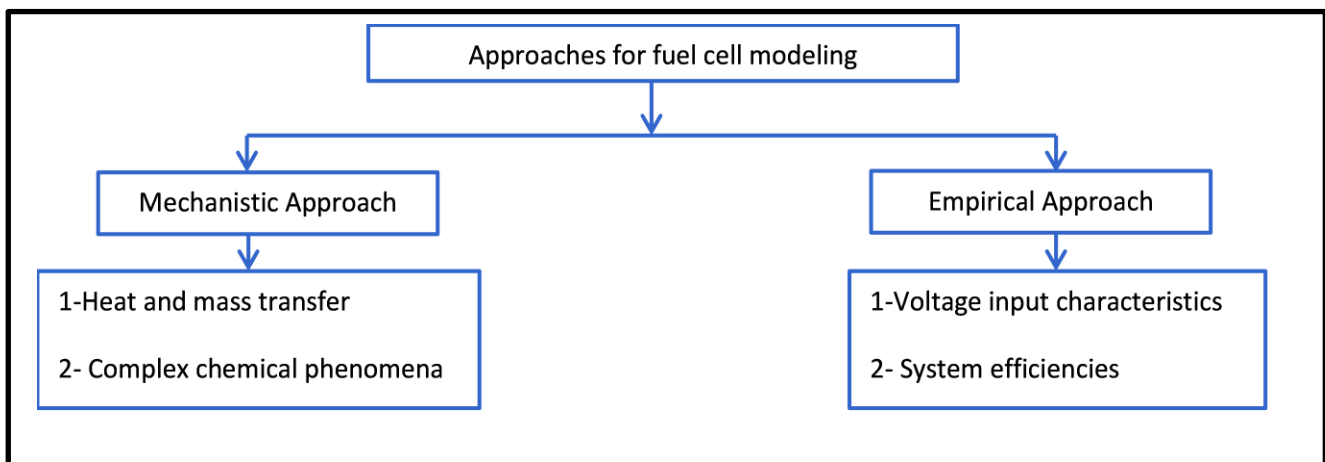 Approaches for fuel cell modeling
Mechanistic Approach
Empirical Approach
1-Heat and mass transfer
2- Complex chemical phenomena
1-Voltage input characteristics
2- System efficiencies